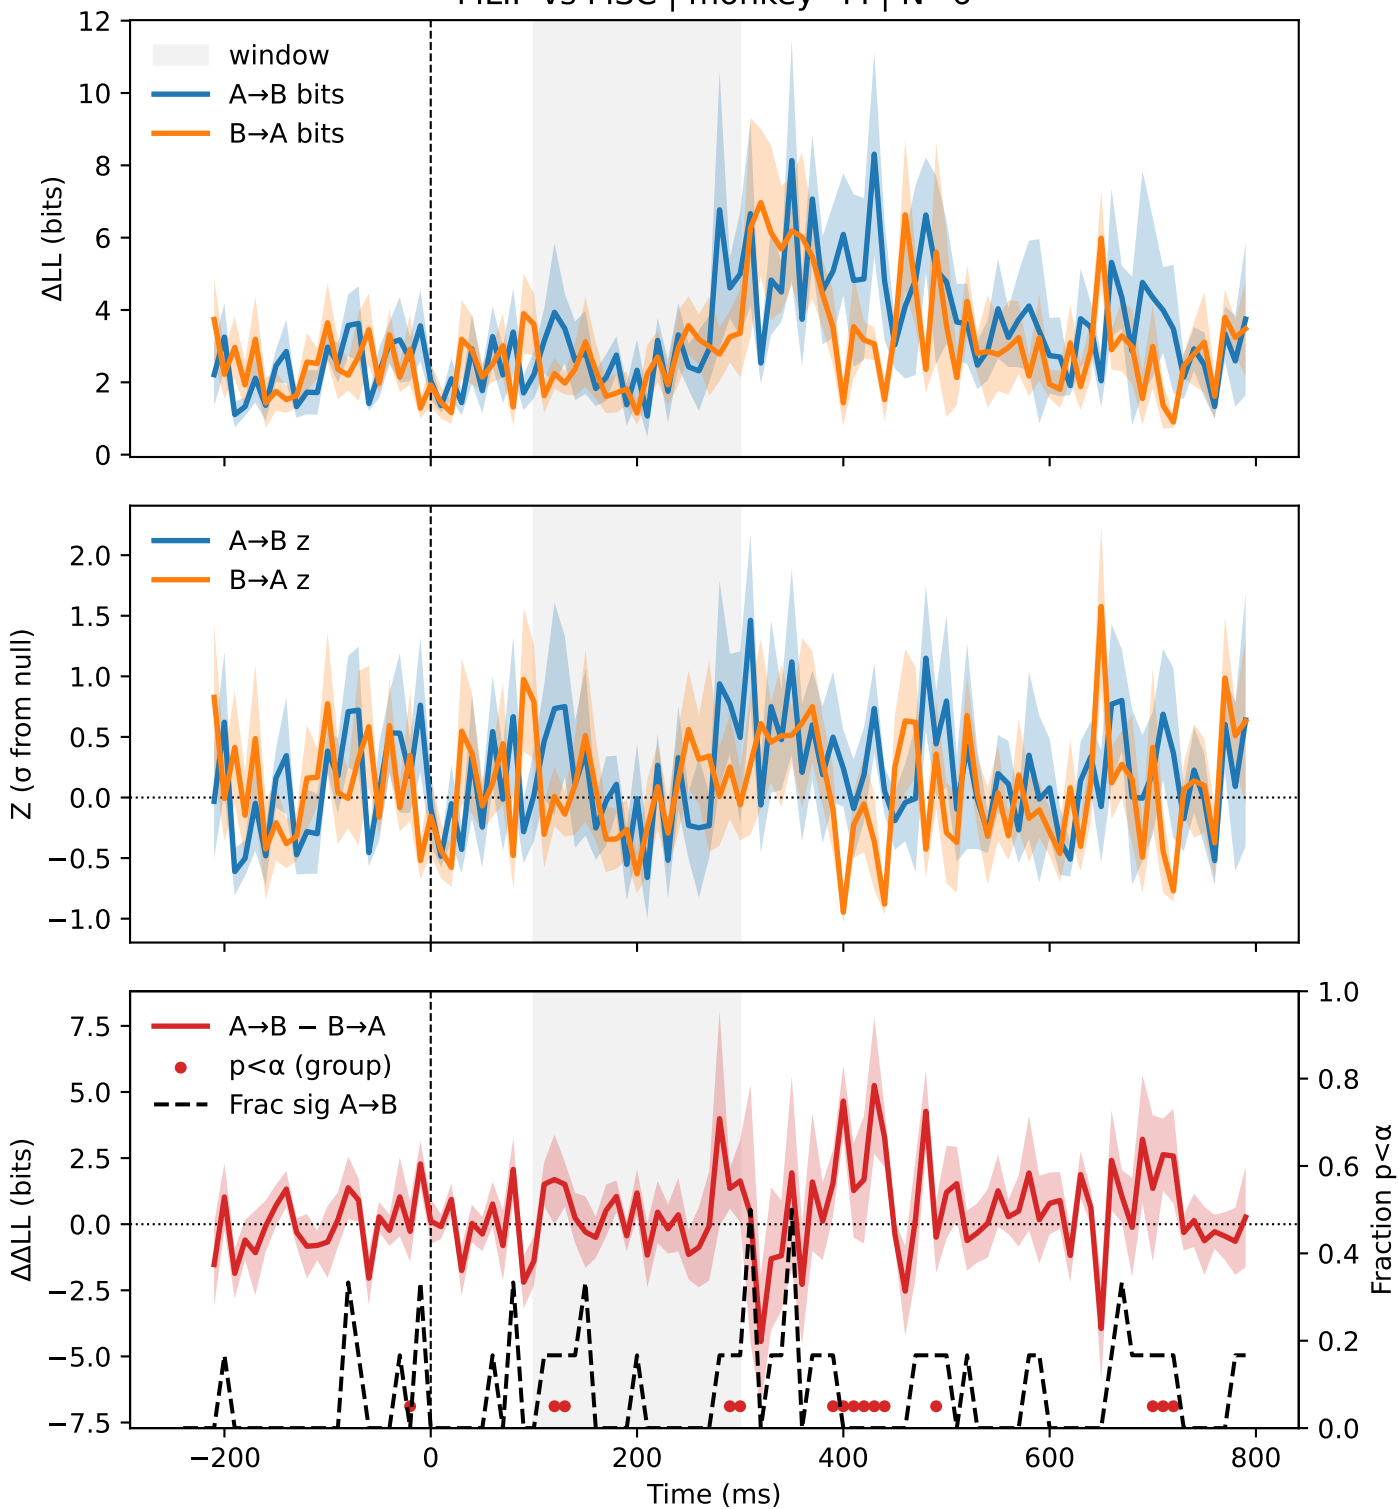 window
A→B bits
B→A bits
ΔLL (bits)
12
10
8
6
4
2
0
A→B z
B→A z
Z (σ from null)
2.0
1.5
1.0
0.5
0.0
−0.5
−1.0
A→B − B→A
p<α (group)
Frac sig A→B
ΔΔLL (bits)
7.5
5.0
2.5
0.0
−2.5
−5.0
−7.5
1.0
0.8
0.6
0.4
0.2
0.0
Fraction p<α
−200 0 200 400 600 800
Time (ms)